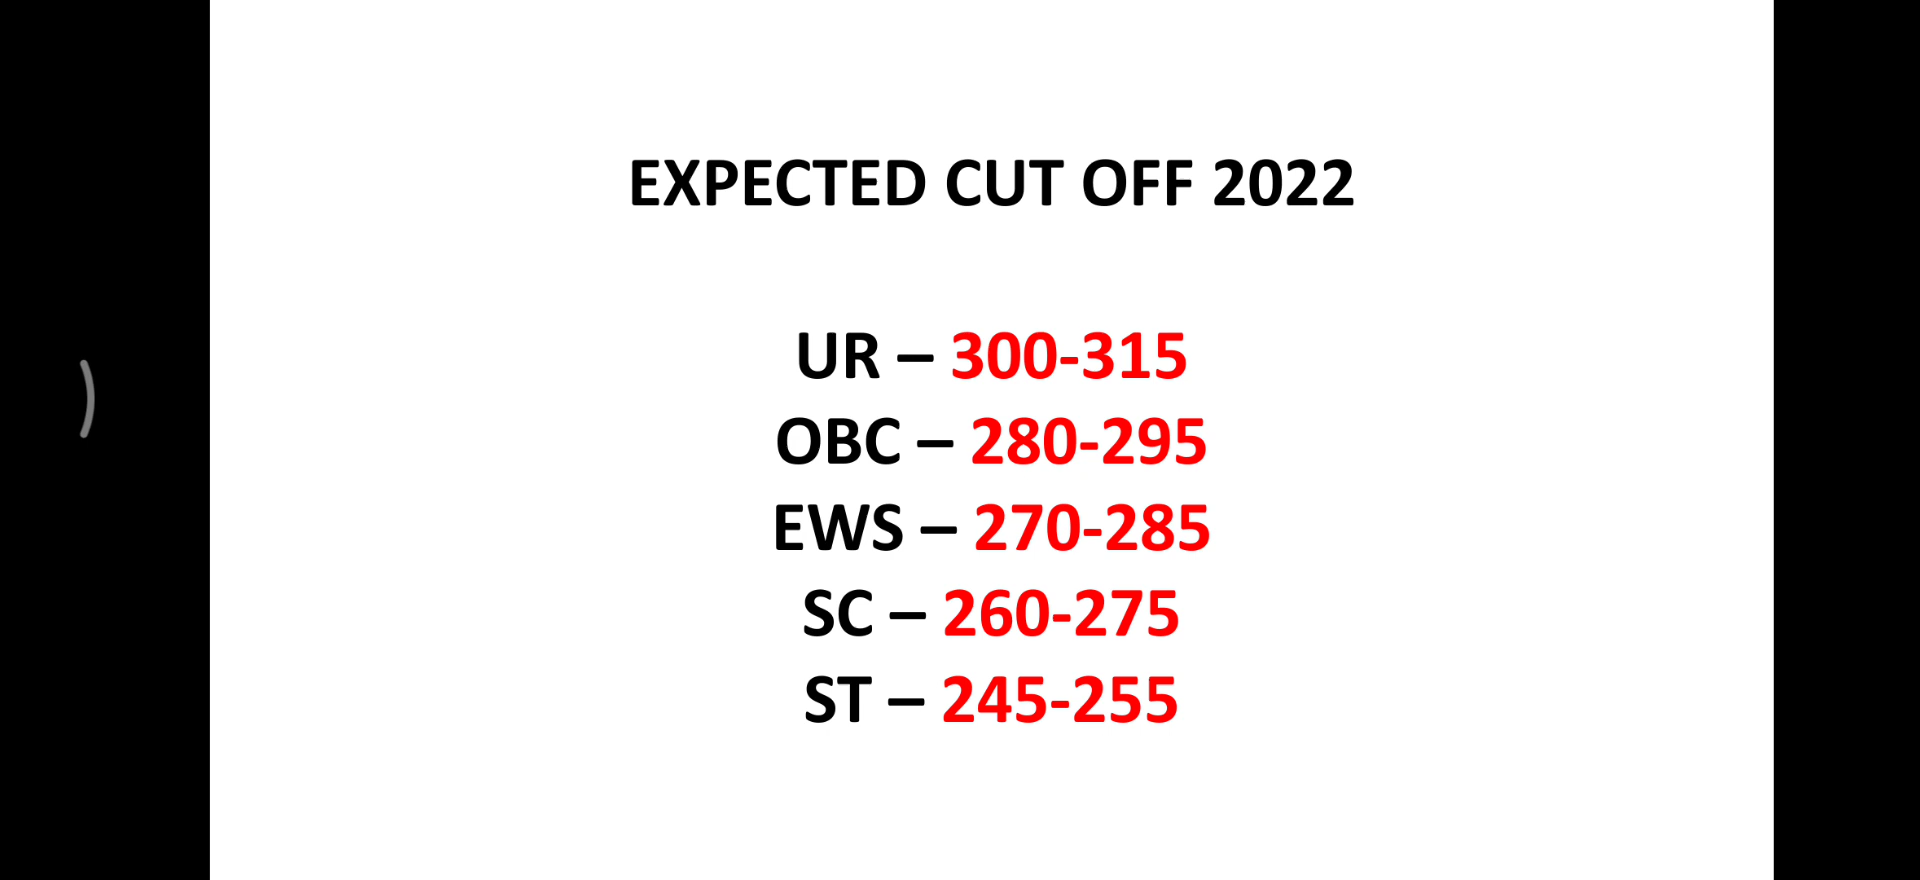 EXPECTED CUT OFF 2022
UR – 300-315
OBC – 280-295
EWS – 270-285
SC – 260-275
ST – 245-255